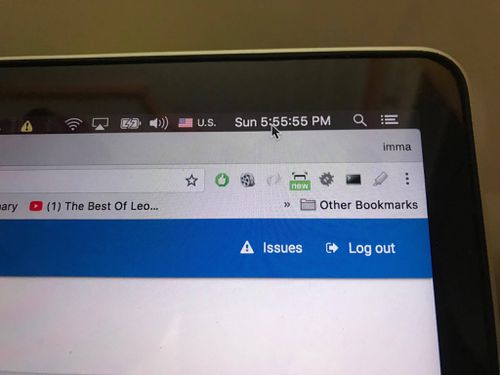 U.S. Sun 5:55:55 PM
imma
new
ary (1) The Best Of Leo... » Other Bookmarks
Issues Log out